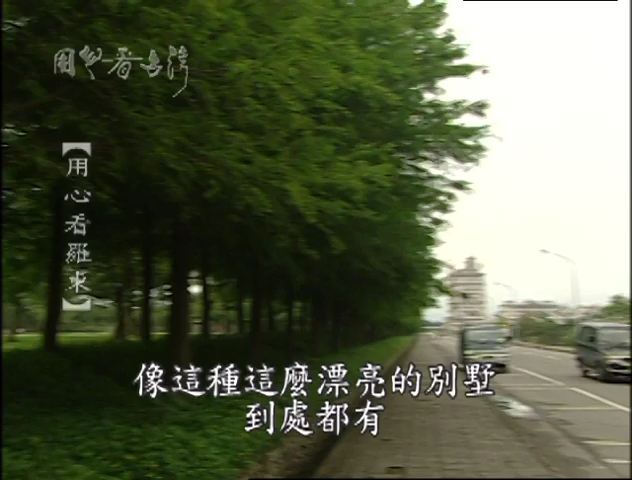 用心看台灣
【用心看羅東】
像這種這麼漂亮的別墅
到處都有